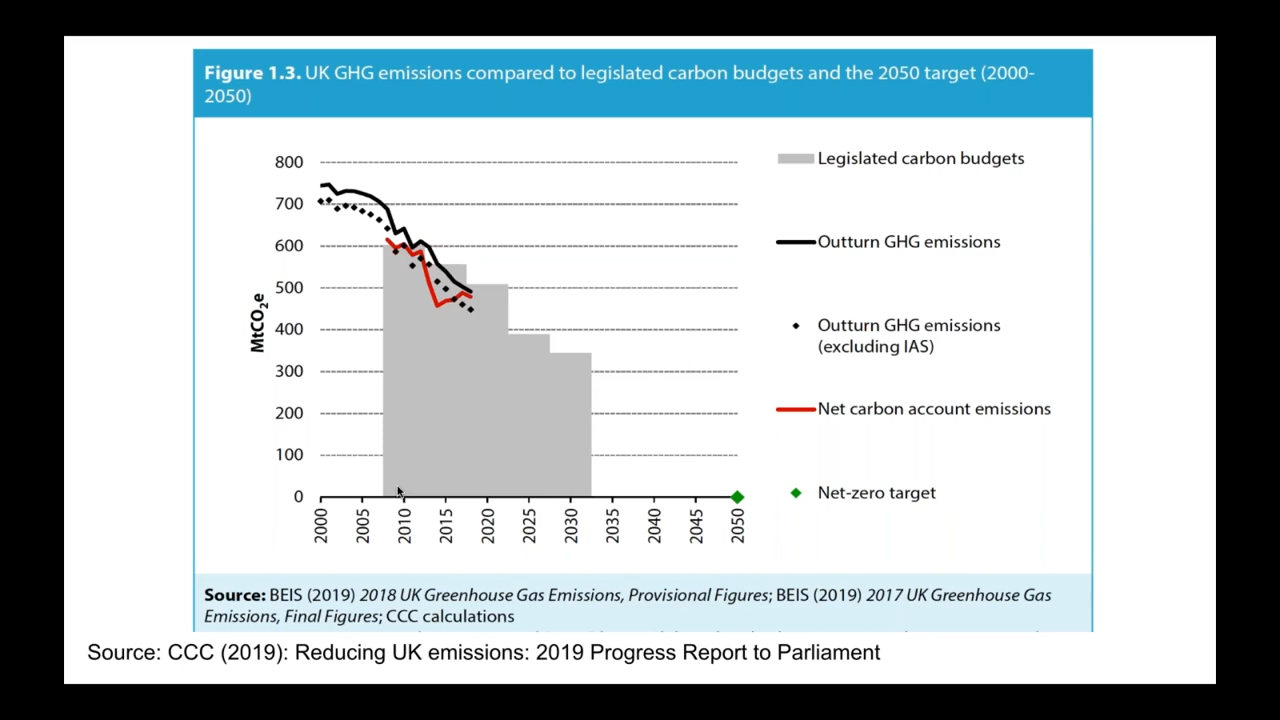 Figure 1.3. UK GHG emissions compared to legislated carbon budgets and the 2050 target (2000-
2050)
800
700
600
500
400
300
200
100
0
MtCO₂e
2000
2005
2010
2015
2020
2025
2030
2035
2040
2045
2050
Legislated carbon budgets
Outturn GHG emissions
Outturn GHG emissions
(excluding IAS)
Net carbon account emissions
Net-zero target
Source: BEIS (2019) 2018 UK Greenhouse Gas Emissions, Provisional Figures; BEIS (2019) 2017 UK Greenhouse Gas
Emissions, Final Figures; CCC calculations
Source: CCC (2019): Reducing UK emissions: 2019 Progress Report to Parliament